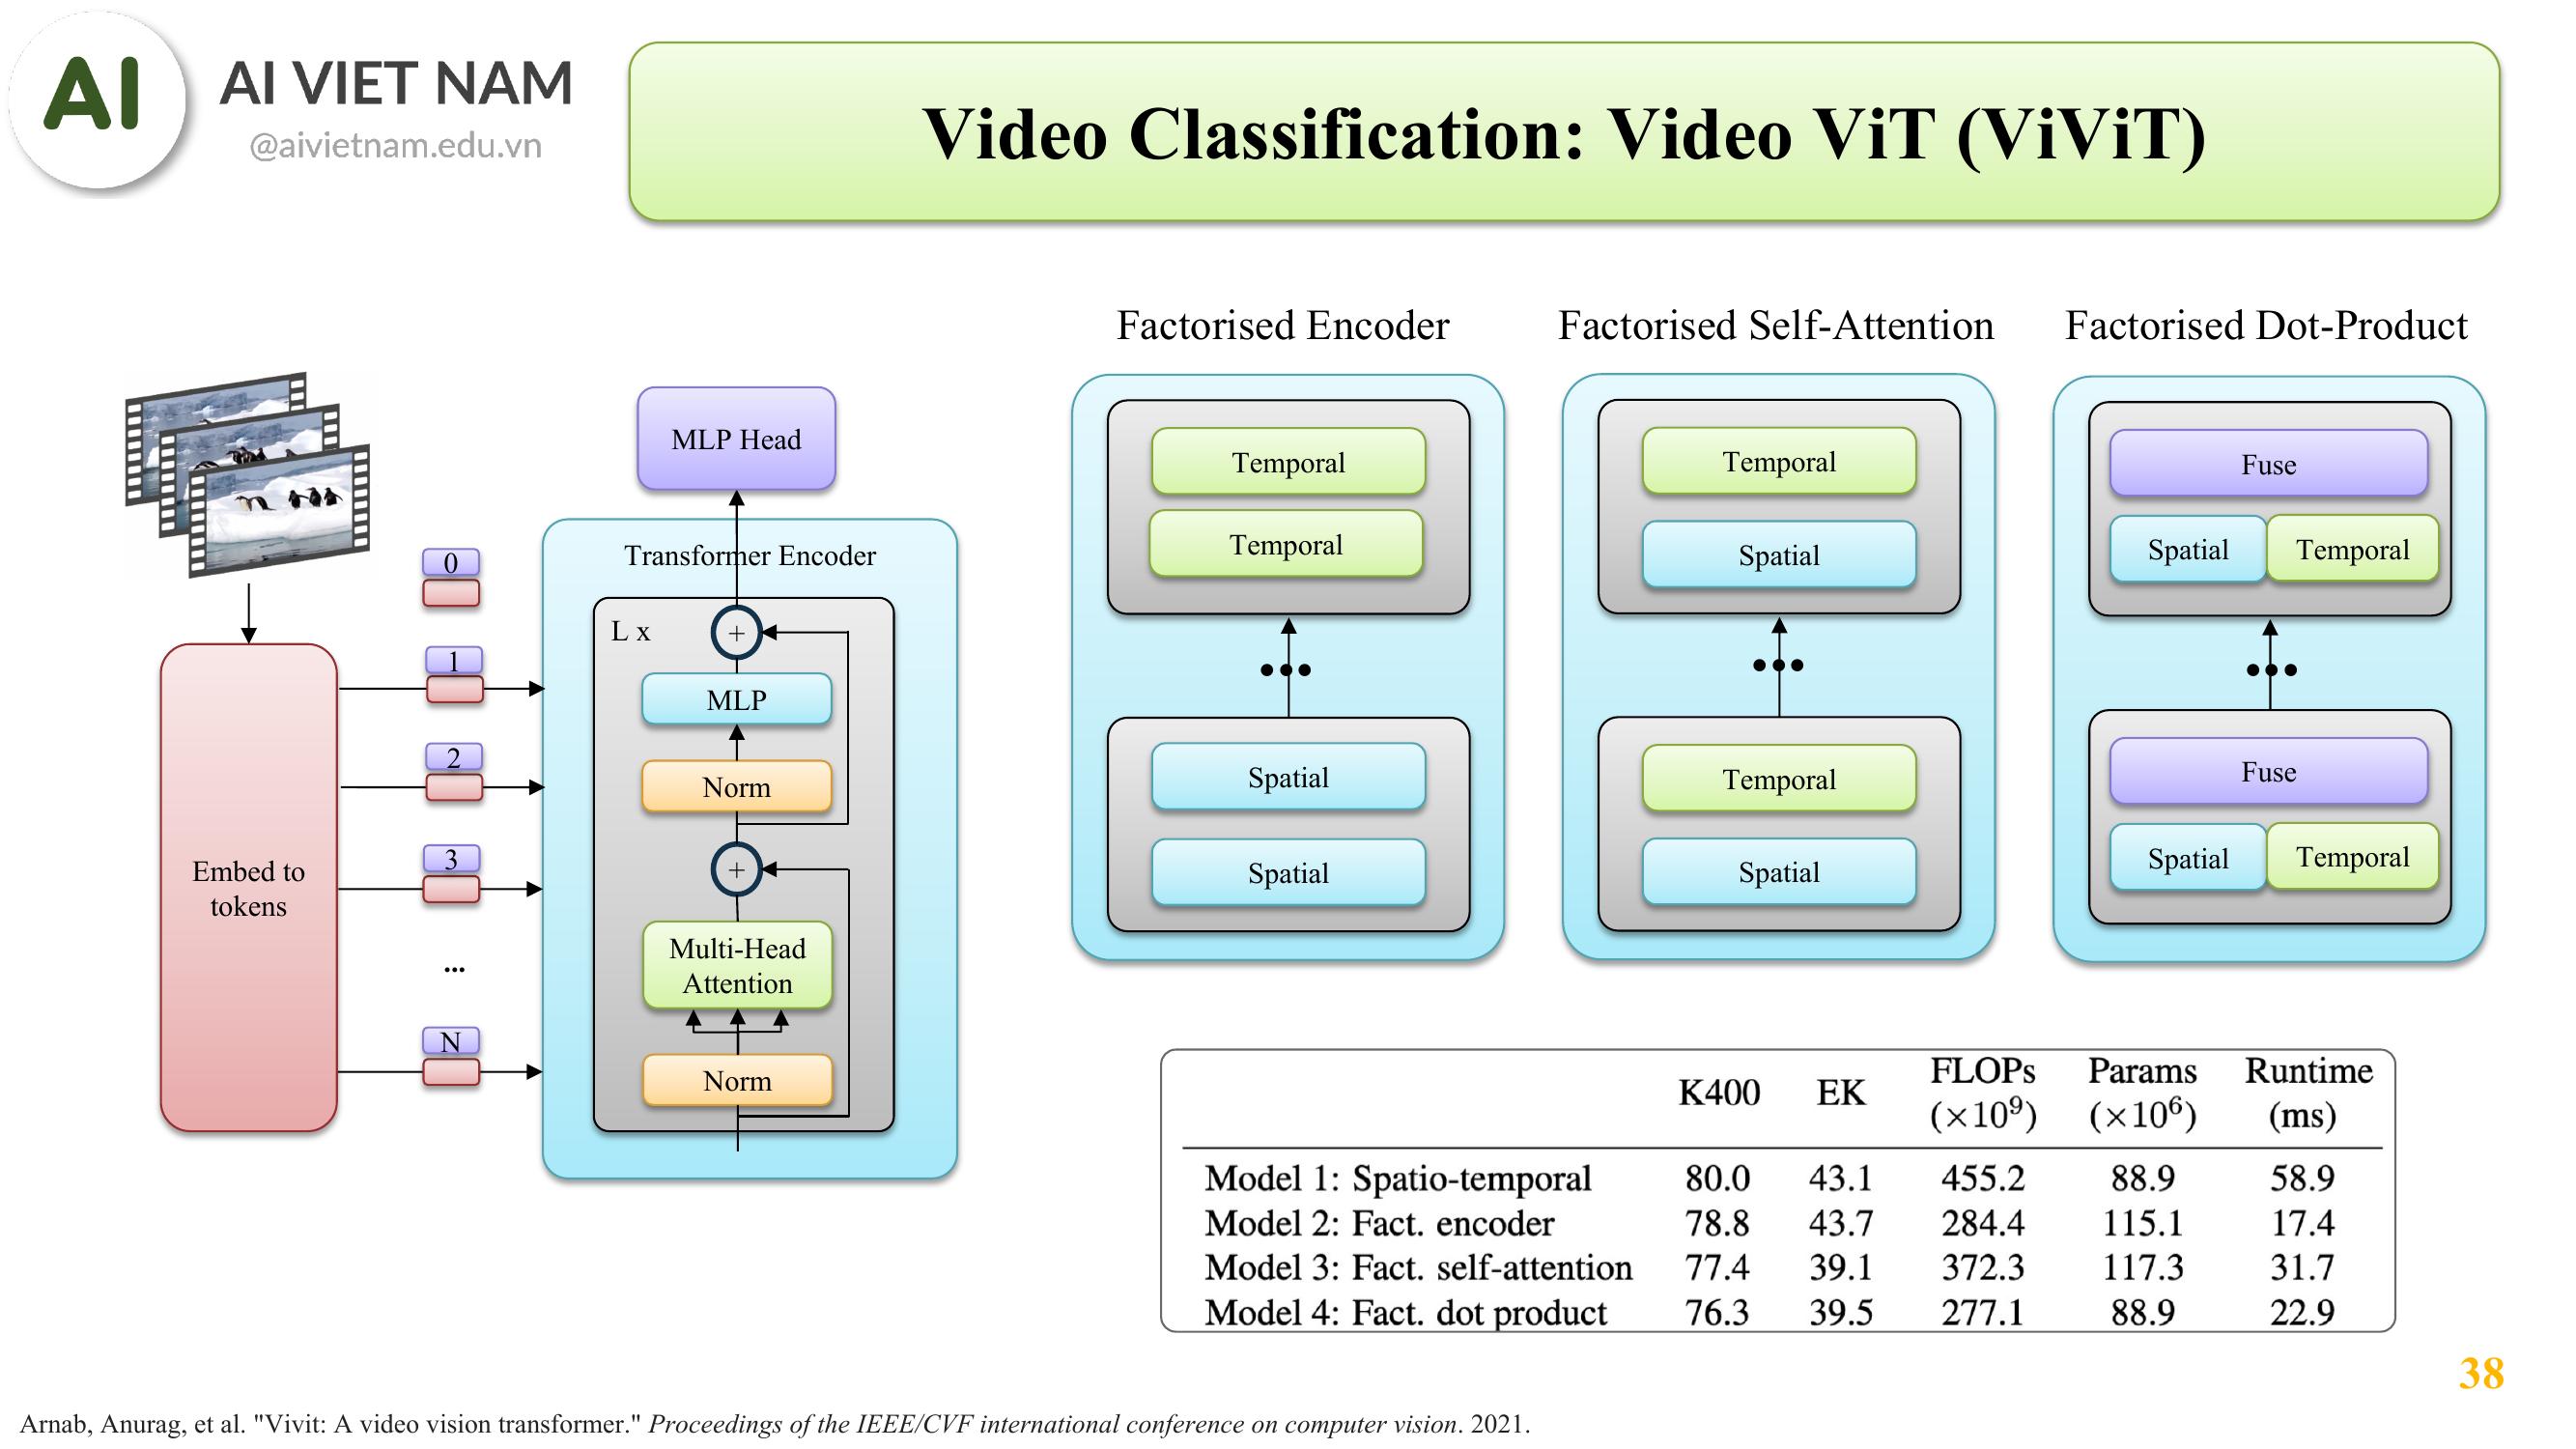 AI
AI VIET NAM
@aivietnam.edu.vn
Video Classification: Video ViT (ViViT)
MLP Head
Transformer Encoder
L x
+
MLP
Norm
+
Multi-Head
Attention
Norm
0
1
2
3
...
N
Embed to
tokens
Factorised Encoder
Temporal
Temporal
•••
Spatial
Spatial
Factorised Self-Attention
Temporal
Spatial
•••
Temporal
Spatial
Factorised Dot-Product
Fuse
Spatial Temporal
•••
Fuse
Spatial Temporal
K400 EK FLOPs (×10⁹) Params (×10⁶) Runtime (ms)
Model 1: Spatio-temporal 80.0 43.1 455.2 88.9 58.9
Model 2: Fact. encoder 78.8 43.7 284.4 115.1 17.4
Model 3: Fact. self-attention 77.4 39.1 372.3 117.3 31.7
Model 4: Fact. dot product 76.3 39.5 277.1 88.9 22.9
38
Arnab, Anurag, et al. "Vivit: A video vision transformer." Proceedings of the IEEE/CVF international conference on computer vision. 2021.